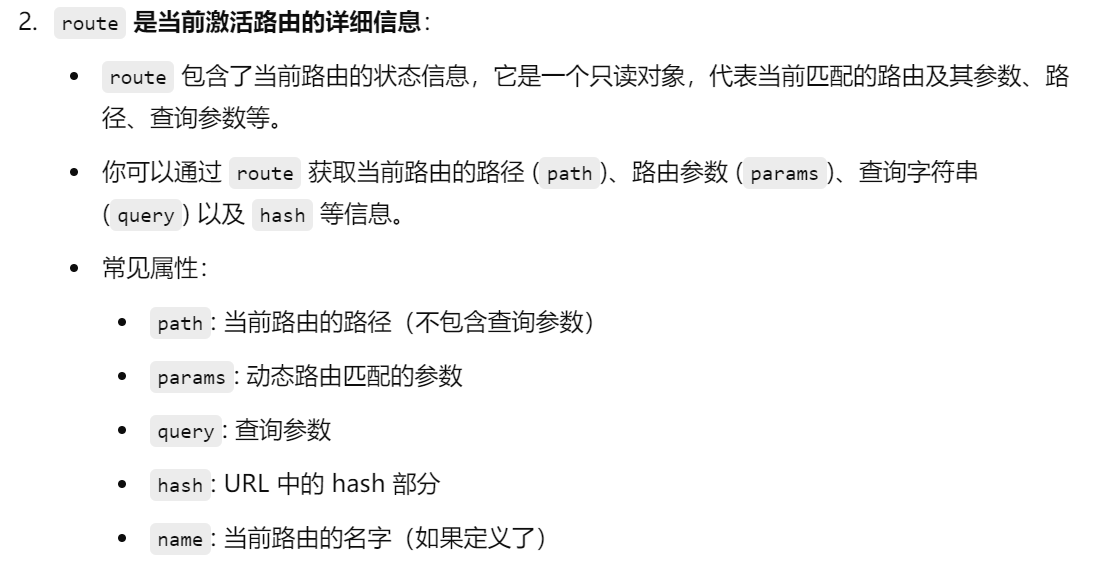 2. route 是当前激活路由的详细信息：
• route 包含了当前路由的状态信息，它是一个只读对象，代表当前匹配的路由及其参数、路
径、查询参数等。
• 你可以通过 route 获取当前路由的路径 (path)、路由参数 (params)、查询字符串
(query) 以及 hash 等信息。
• 常见属性：
• path: 当前路由的路径（不包含查询参数）
• params: 动态路由匹配的参数
• query: 查询参数
• hash: URL 中的 hash 部分
• name: 当前路由的名字（如果定义了）